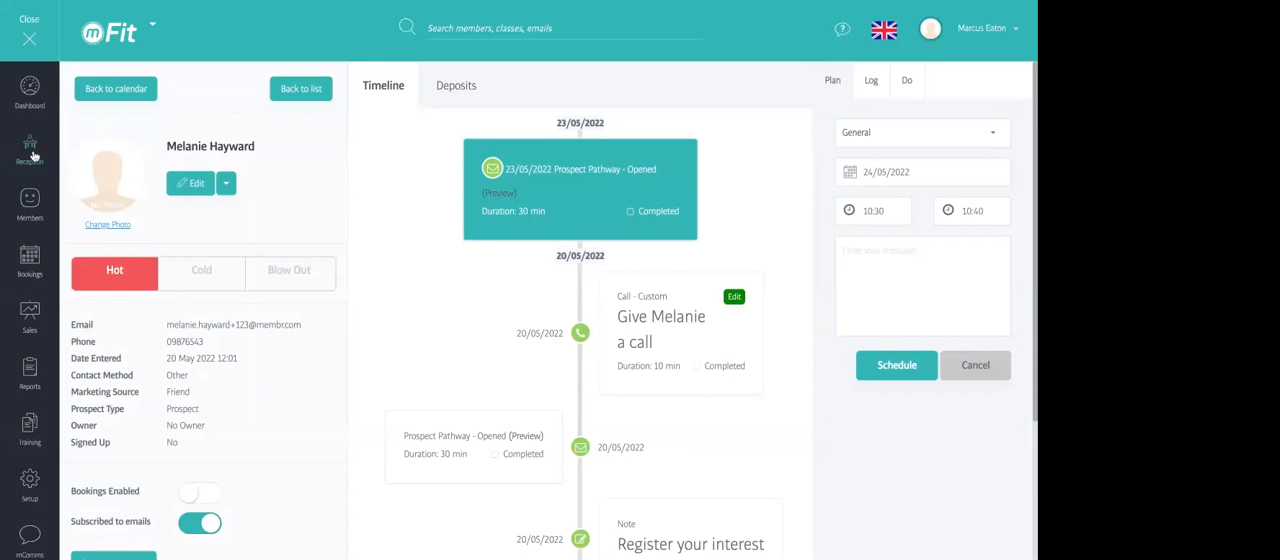 Close
mFit
Search members, classes, emails
Marcus Eaton
Dashboard
Reception
Members
Bookings
Sales
Reports
Training
Setup
mComms
Back to calendar
Back to list
No Photo
Change Photo
Melanie Hayward
Edit
Hot
Cold
Blow Out
Email melanie.hayward+123@membr.com
Phone 09876543
Date Entered 20 May 2022 12:01
Contact Method Other
Marketing Source Friend
Prospect Type Prospect
Owner No Owner
Signed Up No
Bookings Enabled
Subscribed to emails
Timeline
Deposits
23/05/2022
23/05/2022 Prospect Pathway - Opened
(Preview)
Duration: 30 min Completed
20/05/2022
Call - Custom Edit
Give Melanie
a call
Duration: 10 min Completed
20/05/2022
Prospect Pathway - Opened (Preview)
Duration: 30 min Completed
20/05/2022
Note
Register your interest
20/05/2022
Plan
Log
Do
General
24/05/2022
10:30
10:40
Enter your message
Schedule
Cancel